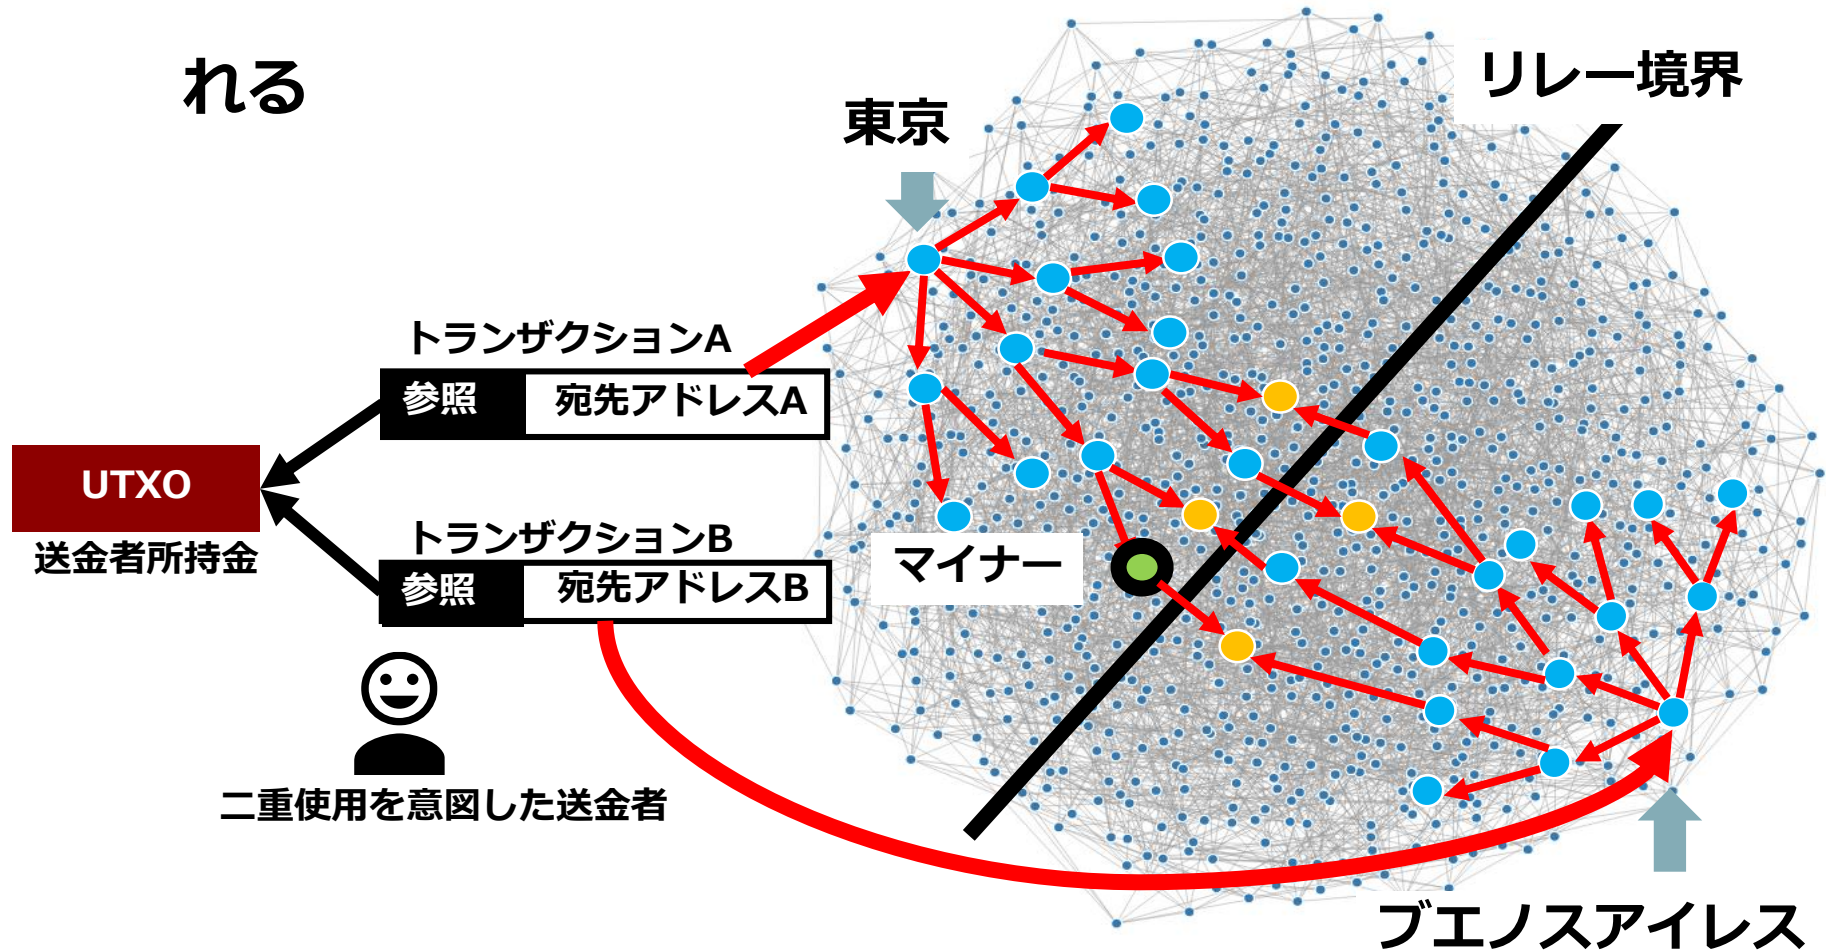 れる
リレー境界
東京
トランザクションA
参照 宛先アドレスA
UTXO
送金者所持金
トランザクションB
参照 宛先アドレスB
マイナー
二重使用を意図した送金者
ブエノスアイレス